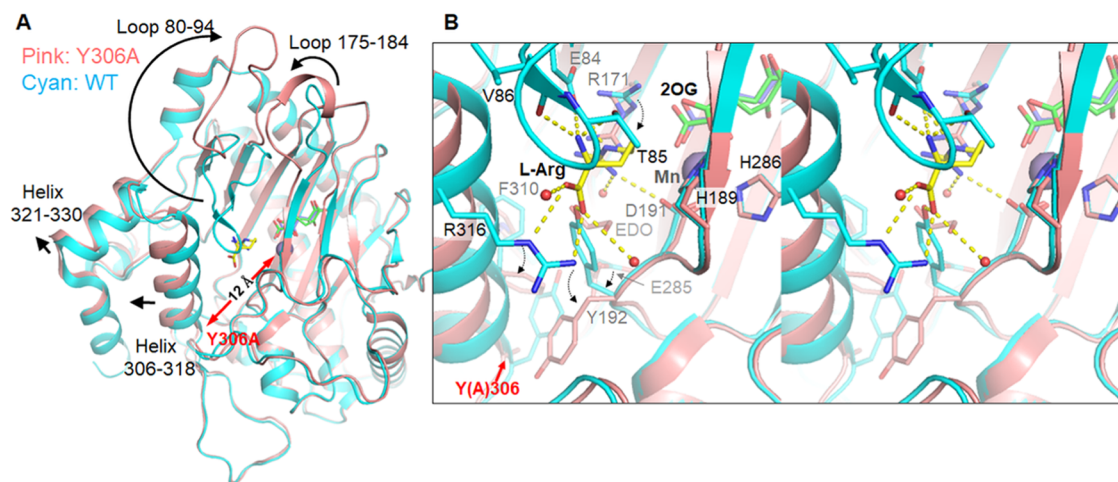 A
Loop 80-94
Loop 175-184
Pink: Y306A
Cyan: WT
Helix
321-330
12 Å
Y306A
Helix
306-318
B
E84
R171
V86
2OG
T85
L-Arg
Mn
H286
F310
H189
D191
R316
EDO
E285
Y192
Y(A)306